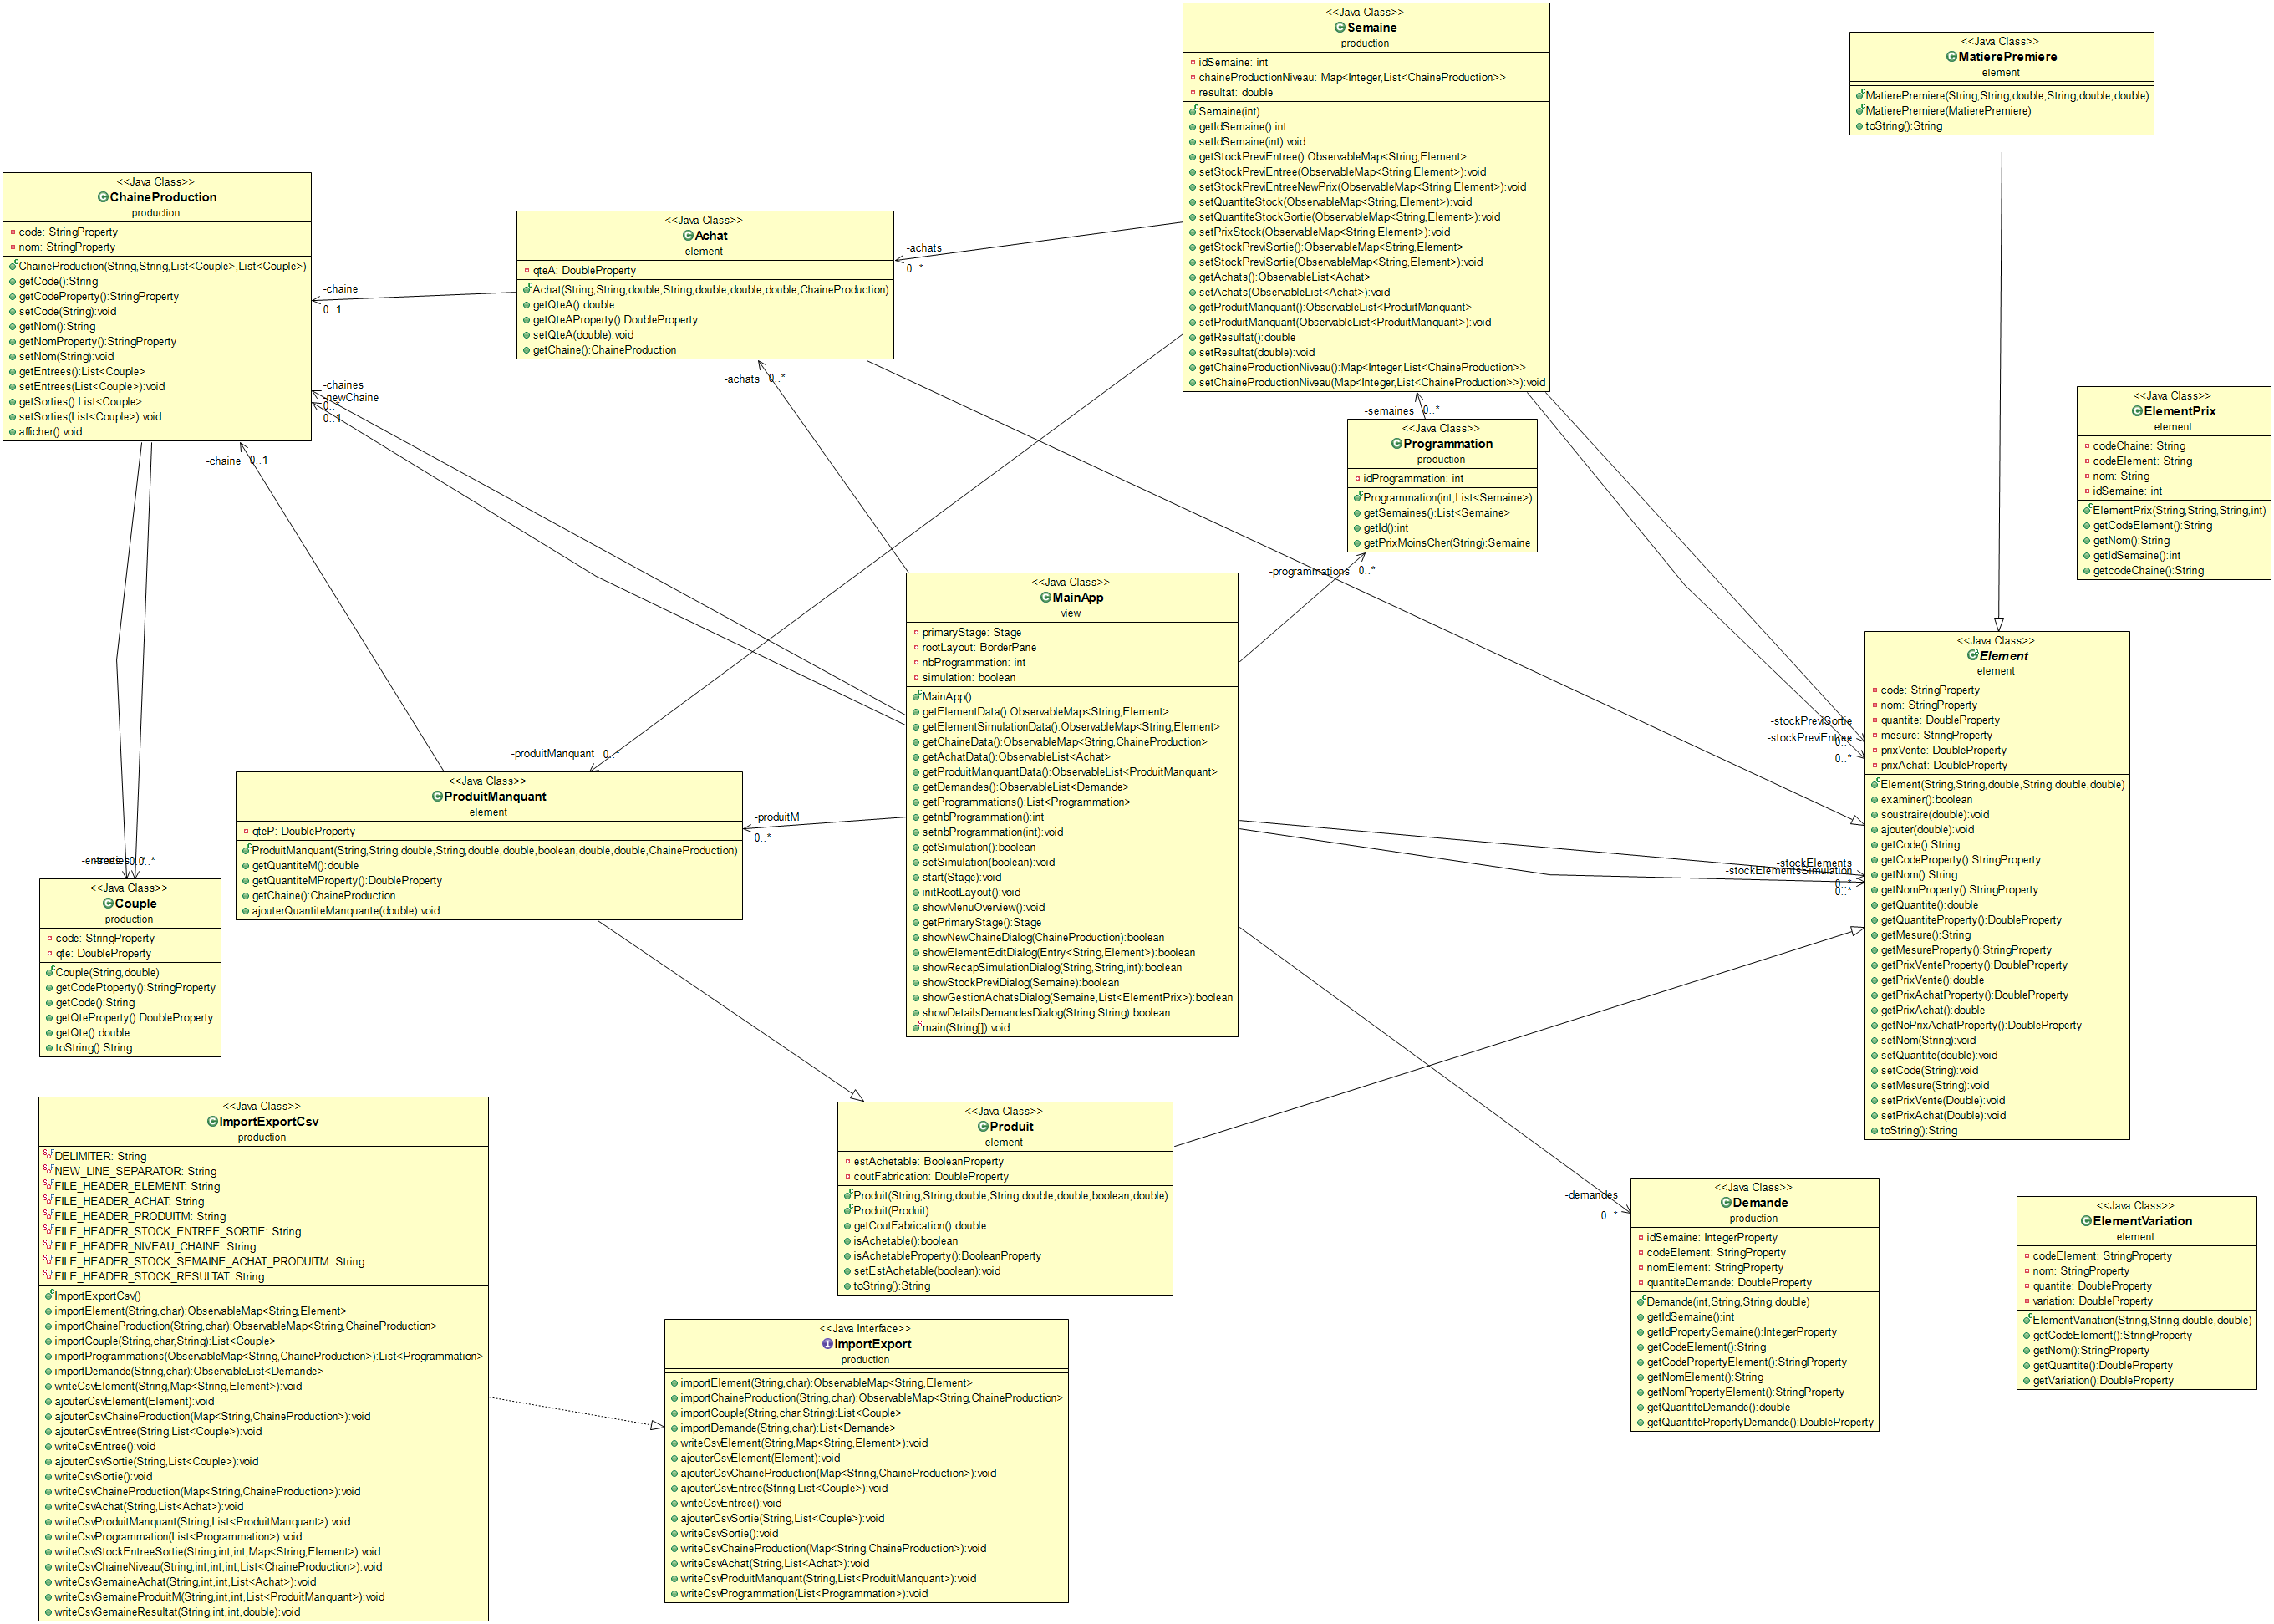 <<Java Class>>
Semaine
production
idSemaine: int
chaineProductionNiveau: Map<Integer,List<ChaineProduction>>
resultat: double
Semaine(int)
getIdSemaine():int
setIdSemaine(int):void
getStockPreviEntree():ObservableMap<String,Element>
setStockPreviEntree(ObservableMap<String,Element>):void
setStockPreviEntreeNewPrix(ObservableMap<String,Element>):void
setQuantiteStock(ObservableMap<String,Element>):void
setQuantiteStockSortie(ObservableMap<String,Element>):void
setPrixStock(ObservableMap<String,Element>):void
getStockPreviSortie():ObservableMap<String,Element>
setStockPreviSortie(ObservableMap<String,Element>):void
getAchats():ObservableList<Achat>
setAchats(ObservableList<Achat>):void
getProduitManquant():ObservableList<ProduitManquant>
setProduitManquant(ObservableList<ProduitManquant>):void
getResultat():double
setResultat(double):void
getChaineProductionNiveau():Map<Integer,List<ChaineProduction>>
setChaineProductionNiveau(Map<Integer,List<ChaineProduction>>):void
<<Java Class>>
MatierePremiere
element
MatierePremiere(String,String,double,String,double,double)
MatierePremiere(MatierePremiere)
toString():String
<<Java Class>>
ChaineProduction
production
code: StringProperty
nom: StringProperty
ChaineProduction(String,String,List<Couple>,List<Couple>)
getCode():String
getCodeProperty():StringProperty
setCode(String):void
getNom():String
getNomProperty():StringProperty
setNom(String):void
getEntrees():List<Couple>
setEntrees(List<Couple>):void
getSorties():List<Couple>
setSorties(List<Couple>):void
afficher():void
<<Java Class>>
Achat
element
qteA: DoubleProperty
Achat(String,String,double,String,double,double,double,ChaineProduction)
getQteA():double
getQteAProperty():DoubleProperty
setQteA(double):void
getChaine():ChaineProduction
-achats
0..*
-chaine
0..1
-chaines
0..*
-newChaine
0..1
-achats 0..*
-chaine 0..1
-semaines 0..*
<<Java Class>>
Programmation
production
idProgrammation: int
Programmation(int,List<Semaine>)
getSemaines():List<Semaine>
getId():int
getPrixMoinsCher(String):Semaine
-programmations 0..*
<<Java Class>>
ElementPrix
element
codeChaine: String
codeElement: String
nom: String
idSemaine: int
ElementPrix(String,String,String,int)
getCodeElement():String
getNom():String
getIdSemaine():int
getcodeChaine():String
<<Java Class>>
MainApp
view
primaryStage: Stage
rootLayout: BorderPane
nbProgrammation: int
simulation: boolean
MainApp()
getElementData():ObservableMap<String,Element>
getElementSimulationData():ObservableMap<String,Element>
getChaineData():ObservableMap<String,ChaineProduction>
getAchatData():ObservableList<Achat>
getProduitManquantData():ObservableList<ProduitManquant>
getDemandes():ObservableList<Demande>
getProgrammations():List<Programmation>
getnbProgrammation():int
setnbProgrammation(int):void
getSimulation():boolean
setSimulation(boolean):void
start(Stage):void
initRootLayout():void
showMenuOverview():void
getPrimaryStage():Stage
showNewChaineDialog(ChaineProduction):boolean
showElementEditDialog(Entry<String,Element>):boolean
showRecapSimulationDialog(String,String,int):boolean
showStockPreviDialog(Semaine):boolean
showGestionAchatsDialog(Semaine,List<ElementPrix>):boolean
showDetailsDemandesDialog(String,String):boolean
main(String[]):void
<<Java Class>>
Element
element
code: StringProperty
nom: StringProperty
quantite: DoubleProperty
mesure: StringProperty
prixVente: DoubleProperty
prixAchat: DoubleProperty
Element(String,String,double,String,double,double)
examiner():boolean
soustraire(double):void
ajouter(double):void
getCode():String
getCodeProperty():StringProperty
getNom():String
getNomProperty():StringProperty
getQuantite():double
getQuantiteProperty():DoubleProperty
getMesure():String
getMesureProperty():StringProperty
getPrixVenteProperty():DoubleProperty
getPrixVente():double
getPrixAchatProperty():DoubleProperty
getPrixAchat():double
getNoPrixAchatProperty():DoubleProperty
setNom(String):void
setQuantite(double):void
setCode(String):void
setMesure(String):void
setPrixVente(Double):void
setPrixAchat(Double):void
toString():String
-stockPreviSortie
0..*
-stockPreviEntree
0..*
-stockElements
0..*
-stockElementsSimulation
0..*
-produitManquant 0..*
<<Java Class>>
ProduitManquant
element
qteP: DoubleProperty
ProduitManquant(String,String,double,String,double,double,boolean,double,double,ChaineProduction)
getQuantiteM():double
getQuantiteMProperty():DoubleProperty
getChaine():ChaineProduction
ajouterQuantiteManquante(double):void
-produitM
0..*
0..*
<<Java Class>>
Couple
production
code: StringProperty
qte: DoubleProperty
Couple(String,double)
getCodePtoperty():StringProperty
getCode():String
getQteProperty():DoubleProperty
getQte():double
toString():String
<<Java Class>>
ImportExportCsv
production
DELIMITER: String
NEW_LINE_SEPARATOR: String
FILE_HEADER_ELEMENT: String
FILE_HEADER_ACHAT: String
FILE_HEADER_PRODUITM: String
FILE_HEADER_STOCK_ENTREE_SORTIE: String
FILE_HEADER_NIVEAU_CHAINE: String
FILE_HEADER_STOCK_SEMAINE_ACHAT_PRODUITM: String
FILE_HEADER_STOCK_RESULTAT: String
ImportExportCsv()
importElement(String,char):ObservableMap<String,Element>
importChaineProduction(String,char):ObservableMap<String,ChaineProduction>
importCouple(String,char,String):List<Couple>
importProgrammations(ObservableMap<String,ChaineProduction>):List<Programmation>
importDemande(String,char):ObservableList<Demande>
writeCsvElement(String,Map<String,Element>):void
ajouterCsvElement(Element):void
ajouterCsvChaineProduction(Map<String,ChaineProduction>):void
ajouterCsvEntree(String,List<Couple>):void
writeCsvEntree():void
ajouterCsvSortie(String,List<Couple>):void
writeCsvSortie():void
writeCsvChaineProduction(Map<String,ChaineProduction>):void
writeCsvAchat(String,List<Achat>):void
writeCsvProduitManquant(String,List<ProduitManquant>):void
writeCsvProgrammation(List<Programmation>):void
writeCsvStockEntreeSortie(String,int,int,Map<String,Element>):void
writeCsvChaineNiveau(String,int,int,int,List<ChaineProduction>):void
writeCsvSemaineAchat(String,int,int,List<Achat>):void
writeCsvSemaineProduitM(String,int,int,List<ProduitManquant>):void
writeCsvSemaineResultat(String,int,int,double):void
<<Java Class>>
Produit
element
estAchetable: BooleanProperty
coutFabrication: DoubleProperty
Produit(String,String,double,String,double,double,boolean,double)
Produit(Produit)
getCoutFabrication():double
isAchetable():boolean
isAchetableProperty():BooleanProperty
setEstAchetable(boolean):void
toString():String
<<Java Interface>>
ImportExport
production
importElement(String,char):ObservableMap<String,Element>
importChaineProduction(String,char):ObservableMap<String,ChaineProduction>
importCouple(String,char,String):List<Couple>
importDemande(String,char):List<Demande>
writeCsvElement(String,Map<String,Element>):void
ajouterCsvElement(Element):void
ajouterCsvChaineProduction(Map<String,ChaineProduction>):void
ajouterCsvEntree(String,List<Couple>):void
writeCsvEntree():void
ajouterCsvSortie(String,List<Couple>):void
writeCsvSortie():void
writeCsvChaineProduction(Map<String,ChaineProduction>):void
writeCsvAchat(String,List<Achat>):void
writeCsvProduitManquant(String,List<ProduitManquant>):void
writeCsvProgrammation(List<Programmation>):void
-demandes
0..*
<<Java Class>>
Demande
production
idSemaine: IntegerProperty
codeElement: StringProperty
nomElement: StringProperty
quantiteDemande: DoubleProperty
Demande(int,String,String,double)
getIdSemaine():int
getIdPropertySemaine():IntegerProperty
getCodeElement():String
getCodePropertyElement():StringProperty
getNomElement():String
getNomPropertyElement():StringProperty
getQuantiteDemande():double
getQuantitePropertyDemande():DoubleProperty
<<Java Class>>
ElementVariation
element
codeElement: StringProperty
nom: StringProperty
quantite: DoubleProperty
variation: DoubleProperty
ElementVariation(String,String,double,double)
getCodeElement():StringProperty
getNom():StringProperty
getQuantite():DoubleProperty
getVariation():DoubleProperty